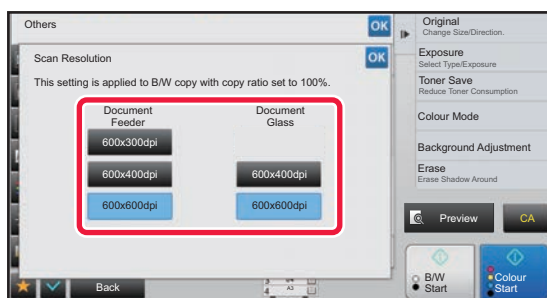 Others
OK
Scan Resolution
OK
This setting is applied to B/W copy with copy ratio set to 100%.
Document
Feeder
Document
Glass
600x300dpi
600x400dpi
600x400dpi
600x600dpi
600x600dpi
Back
4
A3
Original
Change Size/Direction.
Exposure
Select Type/Exposure
Toner Save
Reduce Toner Consumption
Colour Mode
Background Adjustment
Erase
Erase Shadow Around
Preview
CA
B/W
Start
Colour
Start